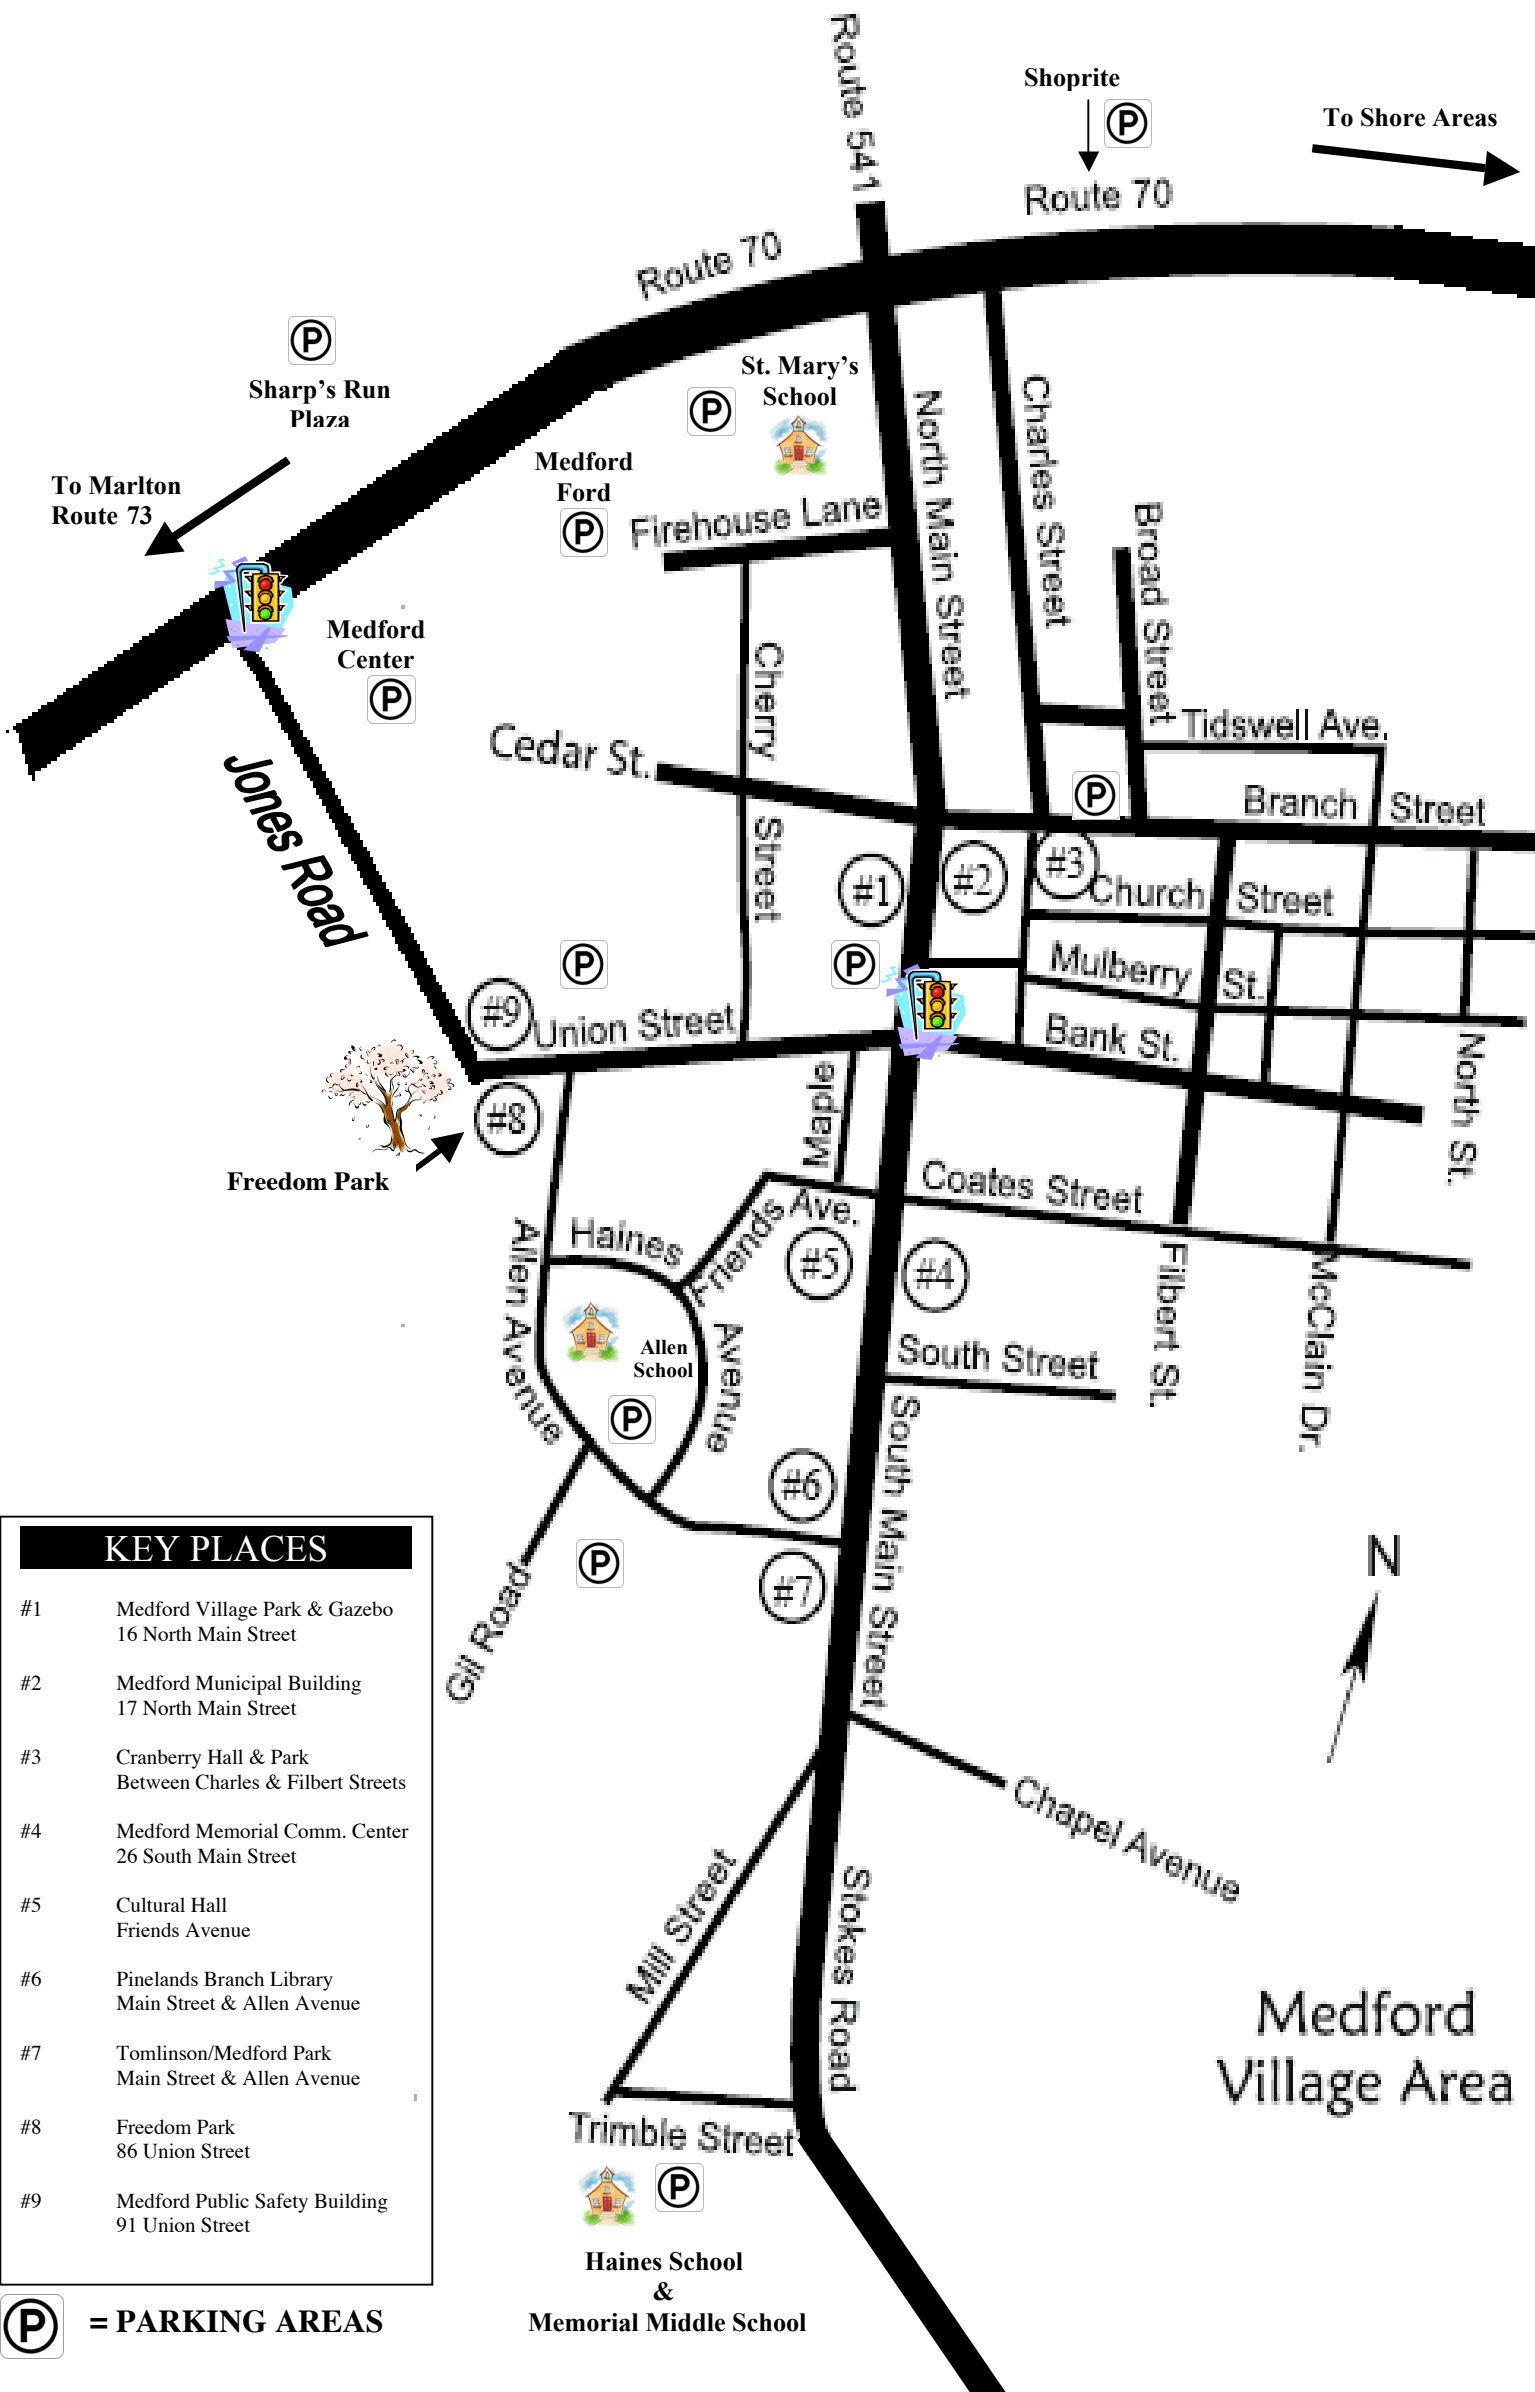 Route 541
Shoprite
P
To Shore Areas
Route 70
Route 70
P
Sharp's Run
Plaza
St. Mary's
School
P
To Marlton
Route 73
Medford
Ford
P
Firehouse Lane
North Main Street
Charles Street
Broad Street
Medford
Center
P
Cherry
Street
Cedar St.
Tidswell Ave.
P
Branch Street
Jones Road
#1
#2
#3
Church Street
P
P
Mulberry St.
#9
Union Street
Bank St.
North St.
Maple
#8
Freedom Park
Coates Street
Friends Ave.
Haines
Avenue
Allen Avenue
#5
#4
Filbert St.
McClain Dr.
Allen
School
P
South Street
#6
South Main Street
P
#7
Gil Road
N
Chapel Avenue
Mill Street
Stokes Road
Medford
Village Area
Trimble Street
P
Haines School
&
Memorial Middle School
KEY PLACES
#1 Medford Village Park & Gazebo
16 North Main Street
#2 Medford Municipal Building
17 North Main Street
#3 Cranberry Hall & Park
Between Charles & Filbert Streets
#4 Medford Memorial Comm. Center
26 South Main Street
#5 Cultural Hall
Friends Avenue
#6 Pinelands Branch Library
Main Street & Allen Avenue
#7 Tomlinson/Medford Park
Main Street & Allen Avenue
#8 Freedom Park
86 Union Street
#9 Medford Public Safety Building
91 Union Street
P = PARKING AREAS